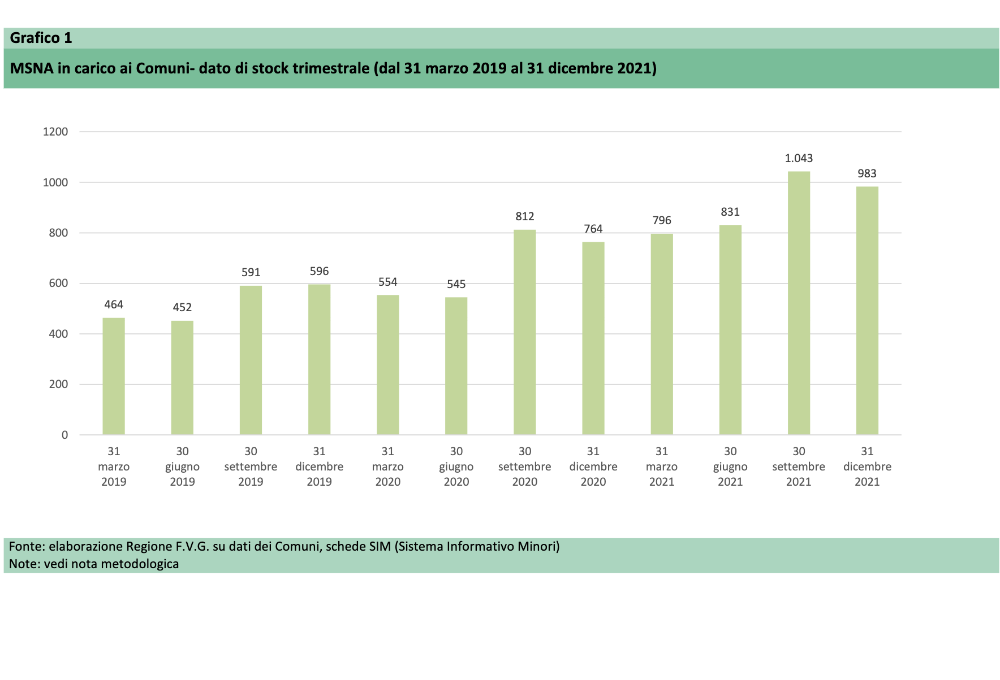 Grafico 1
MSNA in carico ai Comuni- dato di stock trimestrale (dal 31 marzo 2019 al 31 dicembre 2021)
1200
1000
800
600
400
200
0
464
452
591
596
554
545
812
764
796
831
1.043
983
31 marzo 2019
30 giugno 2019
30 settembre 2019
31 dicembre 2019
31 marzo 2020
30 giugno 2020
30 settembre 2020
31 dicembre 2020
31 marzo 2021
30 giugno 2021
30 settembre 2021
31 dicembre 2021
Fonte: elaborazione Regione F.V.G. su dati dei Comuni, schede SIM (Sistema Informativo Minori)
Note: vedi nota metodologica